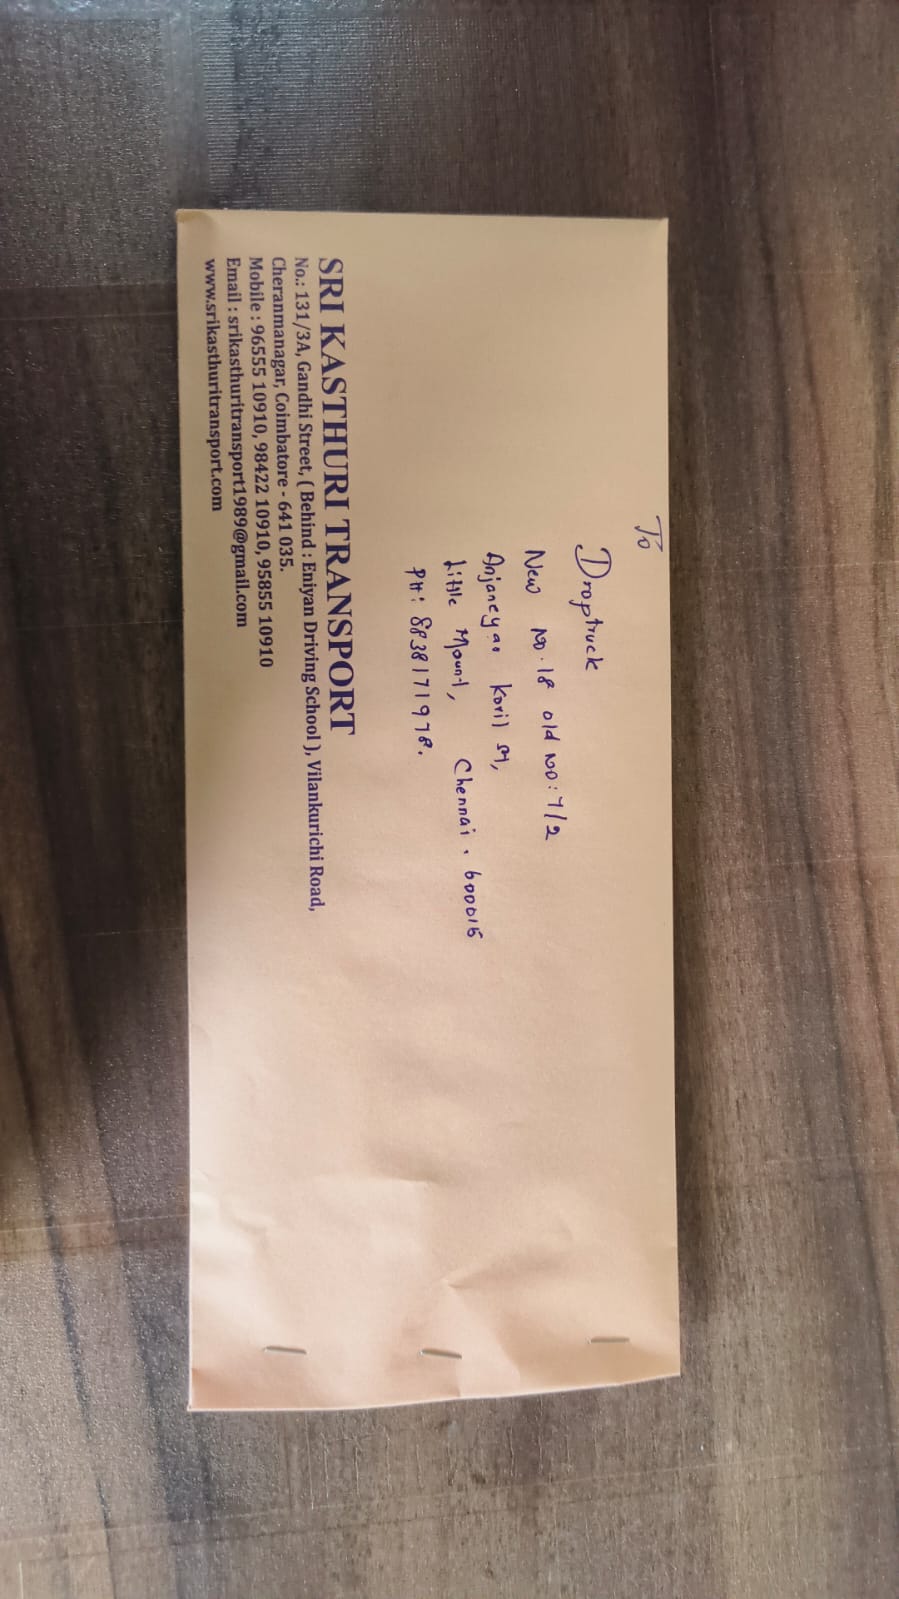 To
Droptruck
New No. 18 old No: 7/2
Anjaneyar Kovil St,
Little Mount, Chennai. 600015
PH: 8838171978.
SRI KASTHURI TRANSPORT
No.: 131/3A, Gandhi Street, ( Behind : Eniyan Driving School ), Vilankurichi Road,
Cheranmanagar, Coimbatore - 641 035.
Mobile : 96555 10910, 98422 10910, 95855 10910
Email : srikasthuritransport1989@gmail.com
www.srikasthuritransport.com